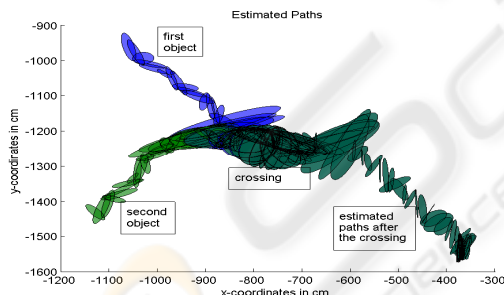 Estimated Paths
-900
-1000
-1100
-1200
-1300
-1400
-1500
-1600
y-coordinates in cm
first
object
crossing
second
object
estimated
paths after
the crossing
-1200 -1100 -1000 -900 -800 -700 -600 -500 -400 -300
x-coordinates in cm